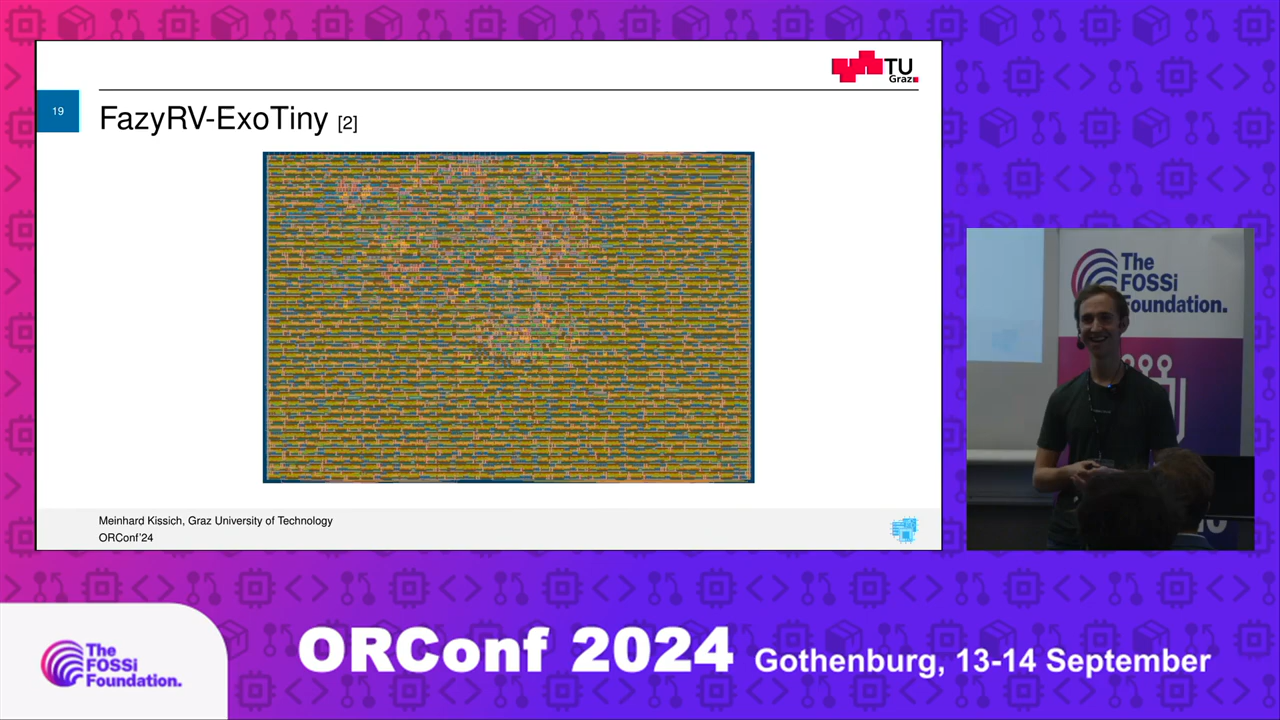 TU
Graz
19
FazyRV-ExoTiny [2]
The
FOSSi
Foundation.
Meinhard Kissich, Graz University of Technology
ORConf'24
The
FOSSi
Foundation.
ORConf 2024 Gothenburg, 13-14 September